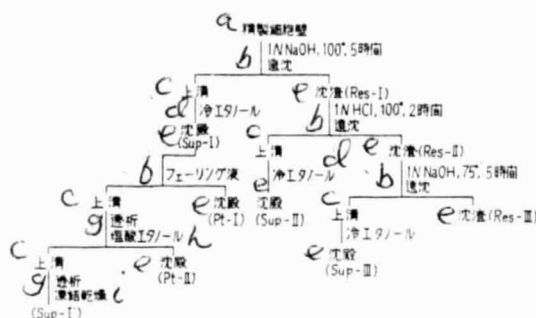 a 精製細胞壁
b 1N NaOH, 100°, 5時間
遠沈
c 上清
e 沈渣(Res-I)
d 冷エタノール
b 1N HCl, 100°, 2時間
遠沈
e 沈殿
(Sup-I)
c 上清
d 冷エタノール
e 沈渣(Res-II)
b フェーリング液
b 1N NaOH, 75°, 5時間
遠沈
e 沈殿
(Sup-II)
c 上清
e 沈殿
(Pt-I)
c 上清
e 沈渣(Res-III)
g 透析
塩酸エタノール h
冷エタノール
c 上清
e 沈殿
(Pt-II)
e 沈殿
(Sup-III)
g 透析
凍結乾燥 i
(Sup-I')